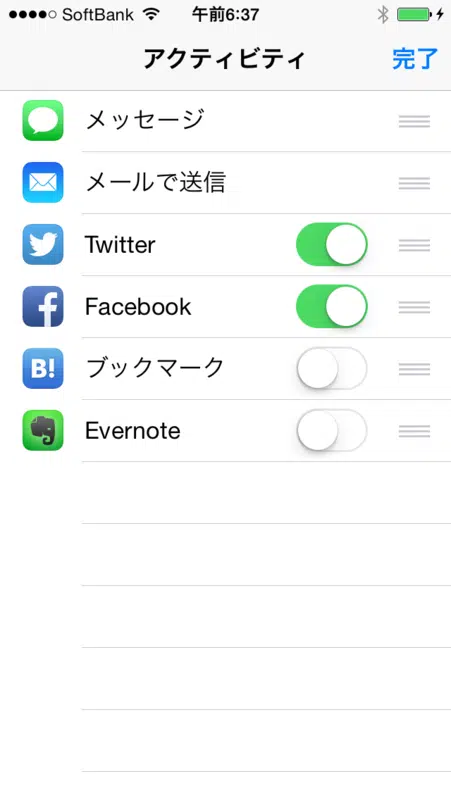 SoftBank 午前6:37
アクティビティ 完了
メッセージ
メールで送信
Twitter
Facebook
B! ブックマーク
Evernote